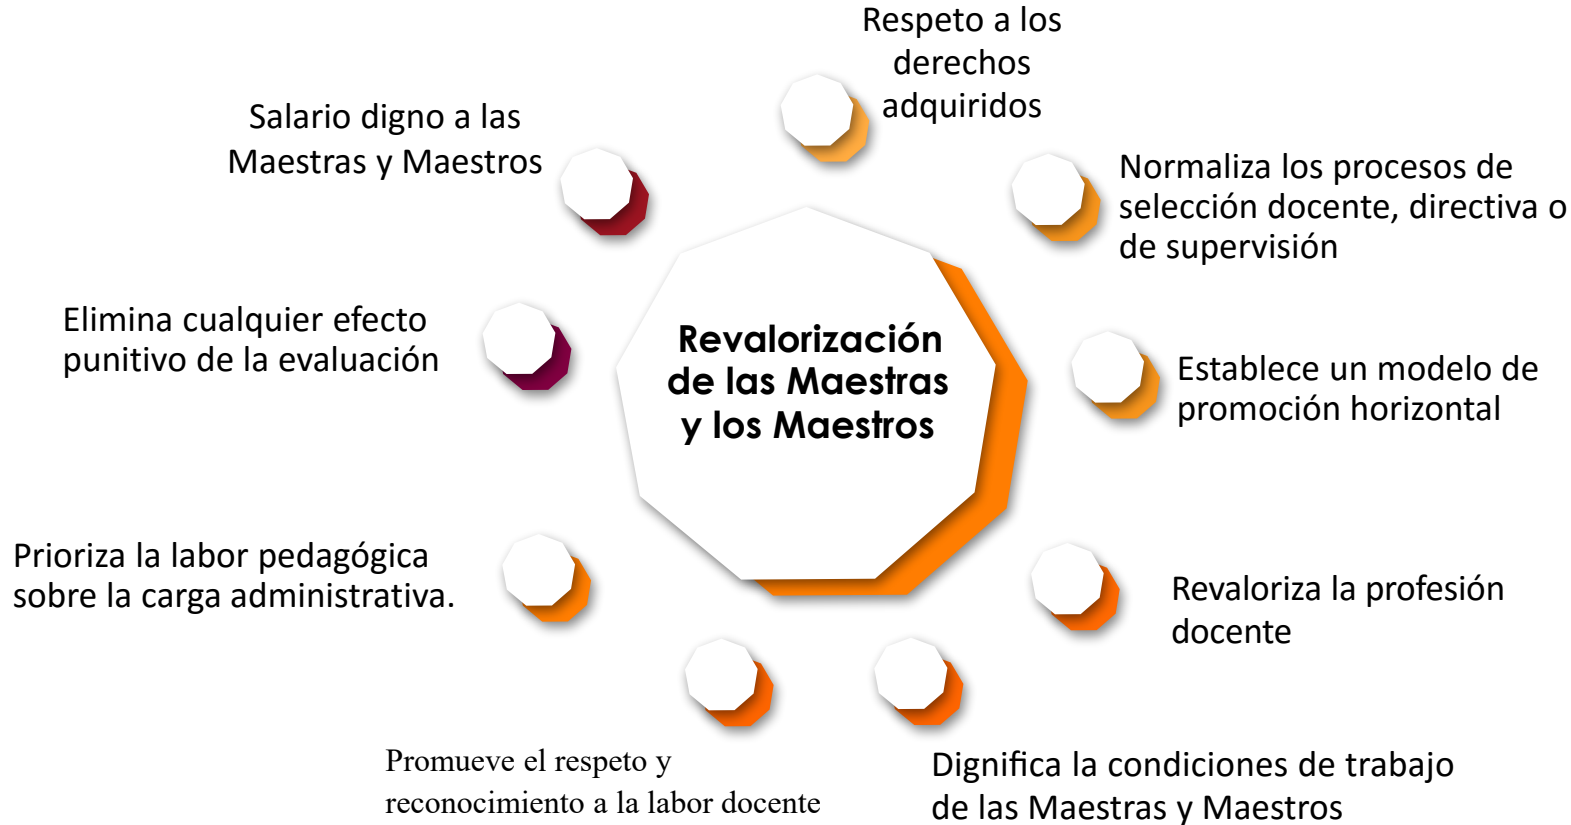 Respeto a los
derechos
adquiridos
Salario digno a las
Maestras y Maestros
Normaliza los procesos de
selección docente, directiva o
de supervisión
Elimina cualquier efecto
punitivo de la evaluación
Revalorización
de las Maestras
y los Maestros
Establece un modelo de
promoción horizontal
Prioriza la labor pedagógica
sobre la carga administrativa.
Revaloriza la profesión
docente
Promueve el respeto y
reconocimiento a la labor docente
Dignifica la condiciones de trabajo
de las Maestras y Maestros